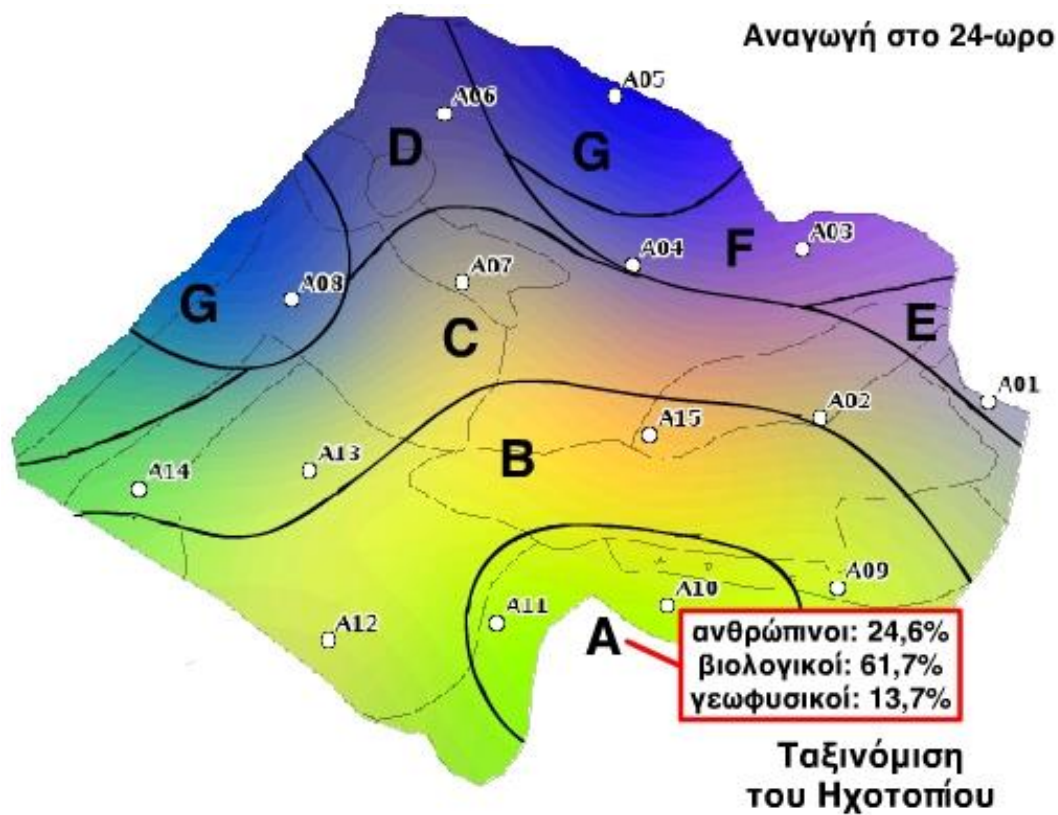 Αναγωγή στο 24-ωρο
A05
A06
D
G
A03
F
A04
A07
A08
G
C
E
A01
A02
A15
B
A13
A14
A09
A10
A11
A12
A
ανθρώπινοι: 24,6%
βιολογικοί: 61,7%
γεωφυσικοί: 13,7%
Ταξινόμιση
του Ηχοτοπίου